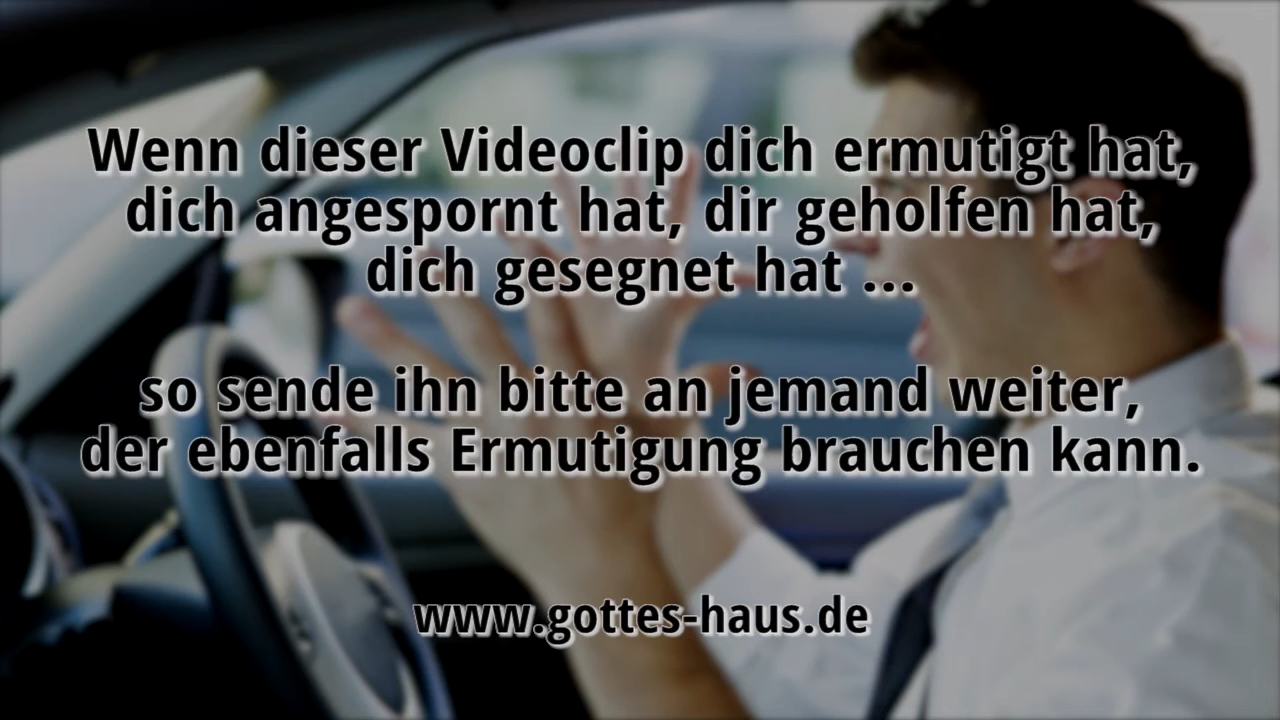 Wenn dieser Videoclip dich ermutigt hat,
dich angespornt hat, dir geholfen hat,
dich gesegnet hat ...
so sende ihn bitte an jemand weiter,
der ebenfalls Ermutigung brauchen kann.
www.gottes-haus.de